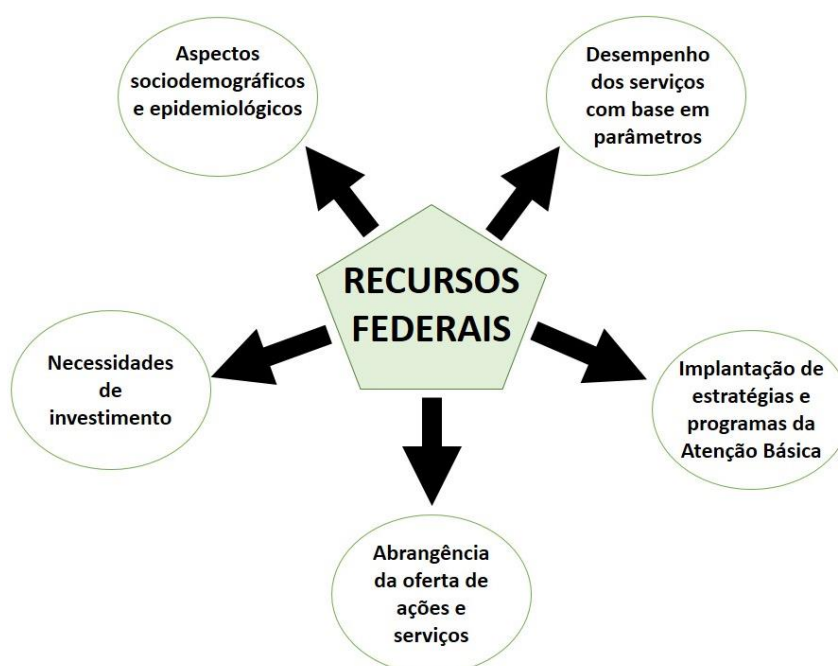 Aspectos
sociodemográficos
e epidemiológicos
Desempenho
dos serviços
com base em
parâmetros
RECURSOS
FEDERAIS
Necessidades
de
investimento
Implantação de
estratégias e
programas da
Atenção Básica
Abrangência
da oferta de
ações e
serviços